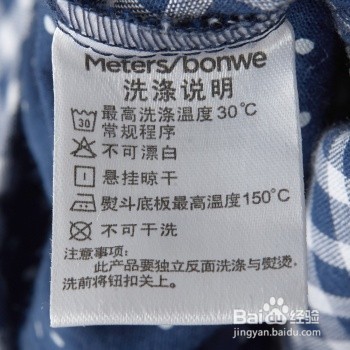 Meters/bonwe
洗涤说明
30 最高洗涤温度30℃
常规程序
不可漂白
悬挂晾干
熨斗底板最高温度150℃
不可干洗
注意事项:
此产品要独立反面洗涤与熨烫,
洗前将钮扣关上。
Baidu 经验
jingyan.baidu.com